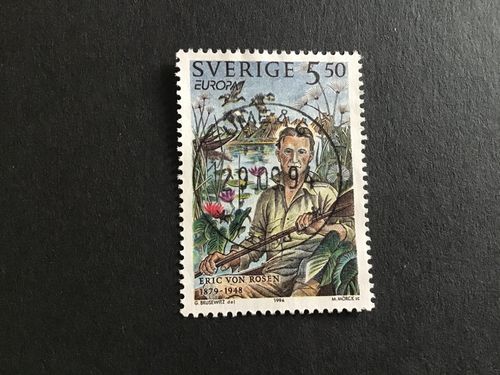 SVERIGE 5 50
EUROPA
ERIC VON ROSEN
1879-1948
G. BRUSEWITZ del 1994 M. MÖRCK sc